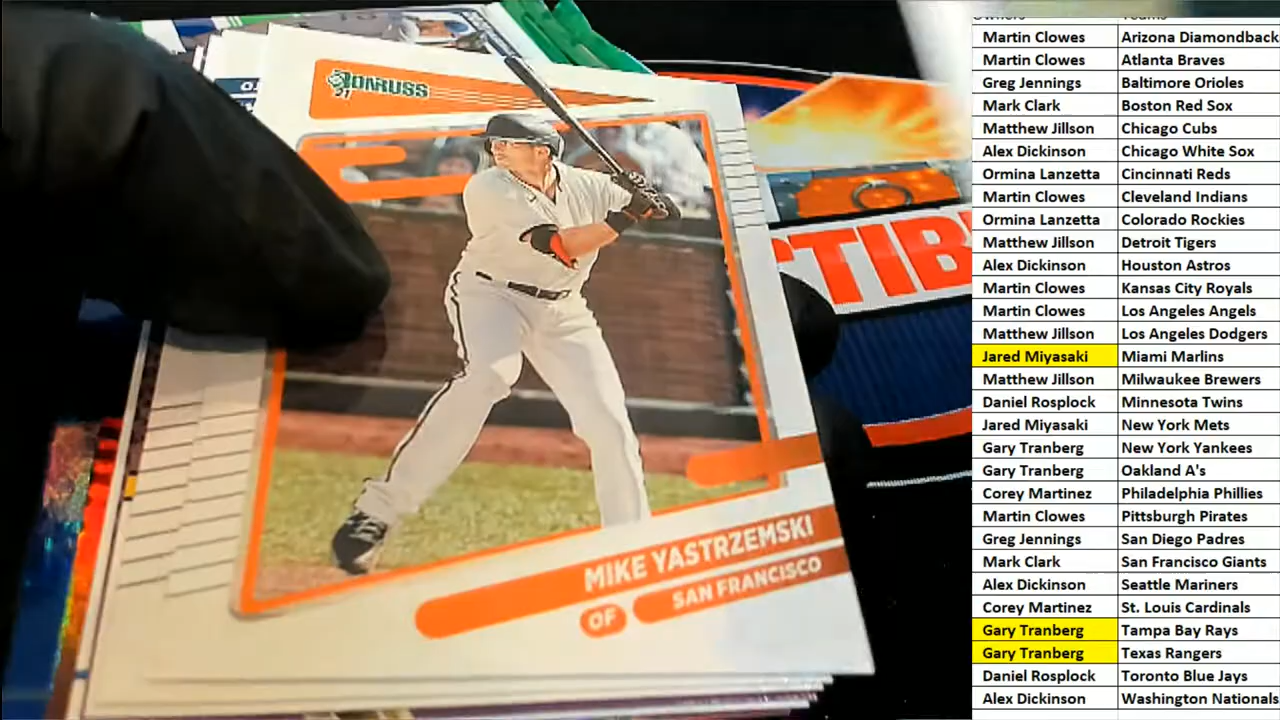 DONRUSS
21
MIKE YASTRZEMSKI
OF SAN FRANCISCO
TIB
Owners Teams
Martin Clowes Arizona Diamondback
Martin Clowes Atlanta Braves
Greg Jennings Baltimore Orioles
Mark Clark Boston Red Sox
Matthew Jillson Chicago Cubs
Alex Dickinson Chicago White Sox
Ormina Lanzetta Cincinnati Reds
Martin Clowes Cleveland Indians
Ormina Lanzetta Colorado Rockies
Matthew Jillson Detroit Tigers
Alex Dickinson Houston Astros
Martin Clowes Kansas City Royals
Martin Clowes Los Angeles Angels
Matthew Jillson Los Angeles Dodgers
Jared Miyasaki Miami Marlins
Matthew Jillson Milwaukee Brewers
Daniel Rosplock Minnesota Twins
Jared Miyasaki New York Mets
Gary Tranberg New York Yankees
Gary Tranberg Oakland A's
Corey Martinez Philadelphia Phillies
Martin Clowes Pittsburgh Pirates
Greg Jennings San Diego Padres
Mark Clark San Francisco Giants
Alex Dickinson Seattle Mariners
Corey Martinez St. Louis Cardinals
Gary Tranberg Tampa Bay Rays
Gary Tranberg Texas Rangers
Daniel Rosplock Toronto Blue Jays
Alex Dickinson Washington Nationals